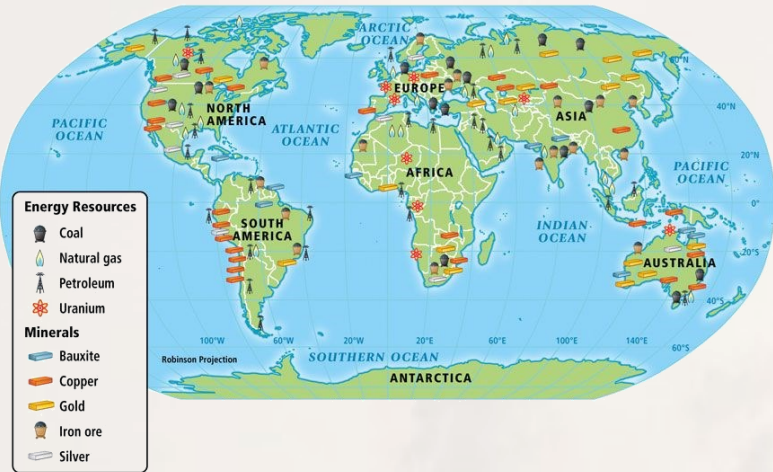 ARCTIC
OCEAN
60°N
EUROPE
40°N
NORTH
AMERICA
ASIA
PACIFIC
OCEAN
ATLANTIC
OCEAN
20°N
PACIFIC
OCEAN
AFRICA
0°
SOUTH
AMERICA
INDIAN
OCEAN
20°S
AUSTRALIA
40°S
100°W
60°W
20°W
20°E
60°E
100°E
140°E
60°S
Robinson Projection
SOUTHERN OCEAN
ANTARCTICA
Energy Resources
Coal
Natural gas
Petroleum
Uranium
Minerals
Bauxite
Copper
Gold
Iron ore
Silver